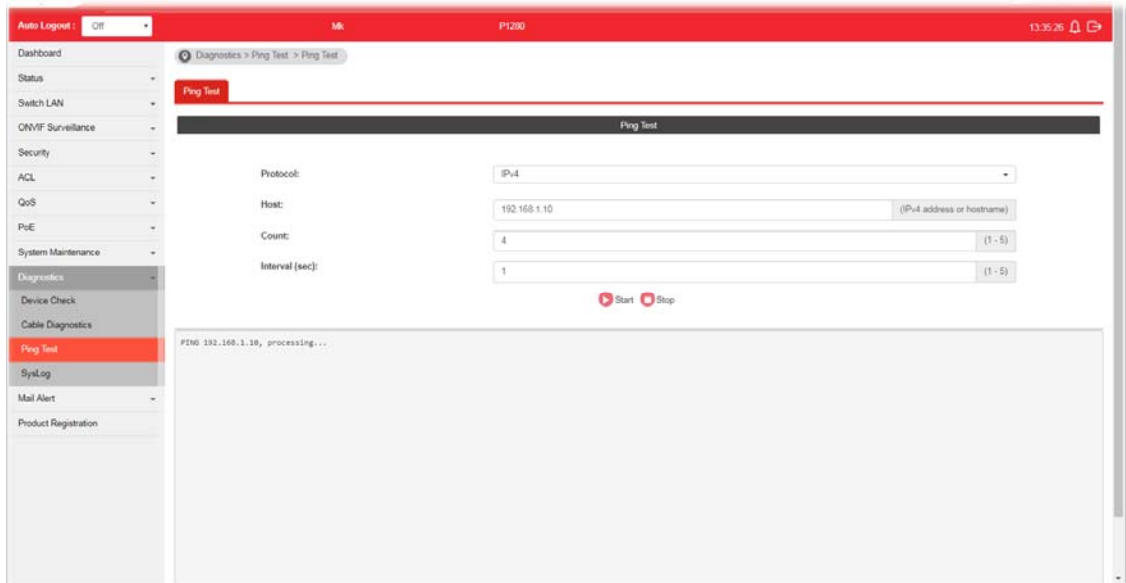 Auto Logout : Off Mk P1280 13:35:26
Dashboard
Status
Switch LAN
ONVIF Surveillance
Security
ACL
QoS
PoE
System Maintenance
Diagnostics
Device Check
Cable Diagnostics
Ping Test
SysLog
Mail Alert
Product Registration
Diagnostics > Ping Test > Ping Test
Ping Test
Ping Test
Protocol: IPv4
Host: 192.168.1.10 (IPv4 address or hostname)
Count: 4 (1 - 5)
Interval (sec): 1 (1 - 5)
Start Stop
PING 192.168.1.10, processing...